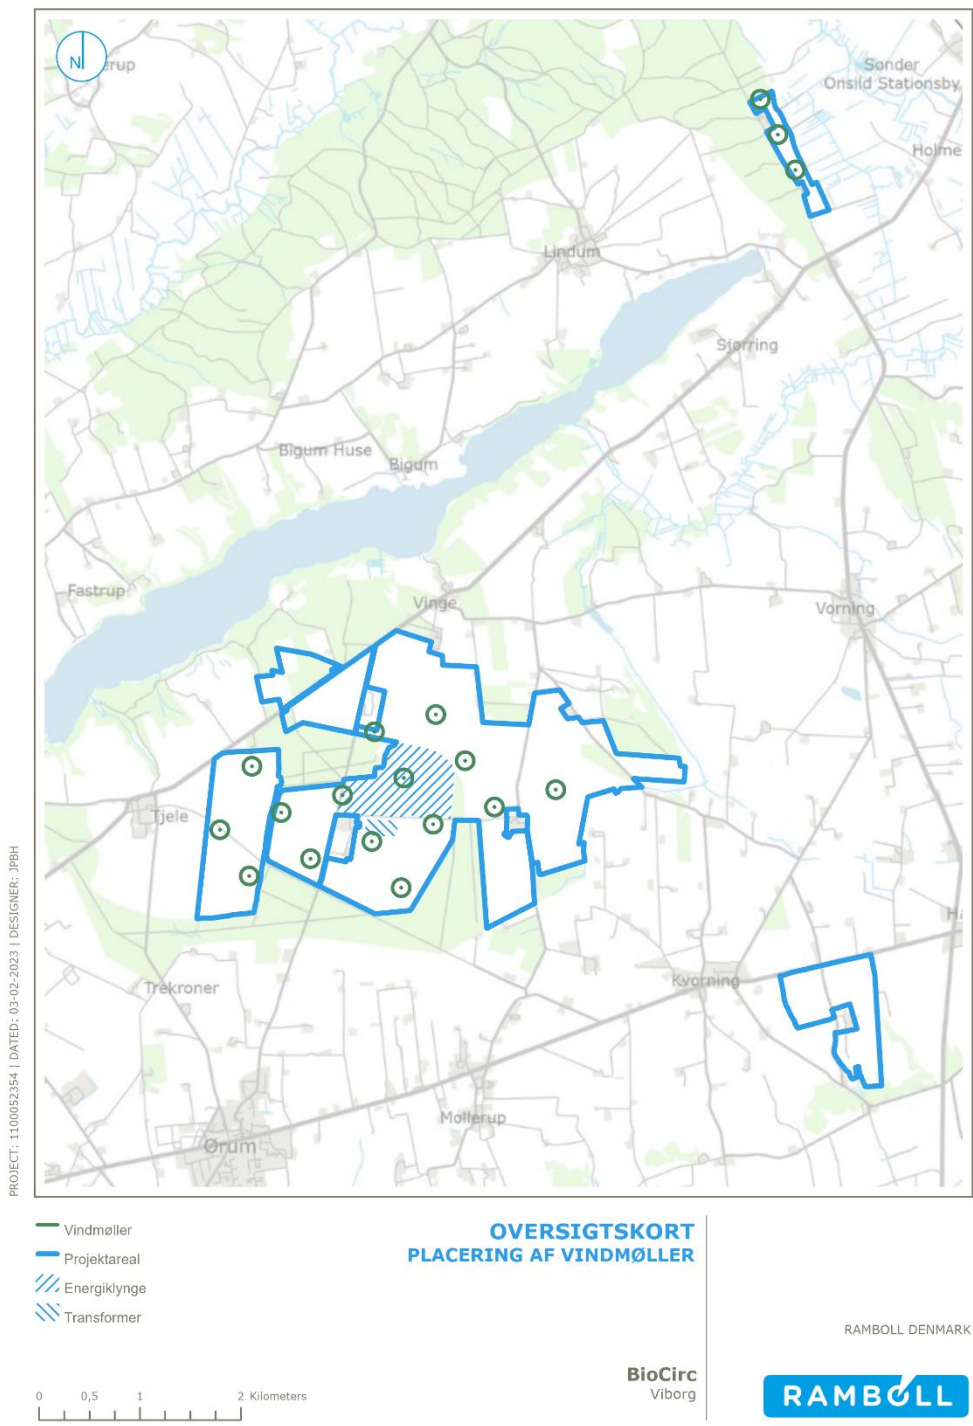 N
erup
Sønder
Onsild Stationsby
Holme
Lindum
Sjørring
Bigum Huse
Bigum
Fastrup
Vinge
Vorning
Tjele
Ha
Kvorning
Trekroner
Mollerup
Ørum
PROJECT: 1100052354 | DATED: 03-02-2023 | DESIGNER: JPBH
Vindmøller
Projektareal
Energiklynge
Transformer
0 0,5 1 2 Kilometers
OVERSIGTSKORT
PLACERING AF VINDMØLLER
BioCirc
Viborg
RAMBOLL DENMARK
RAMBOLL